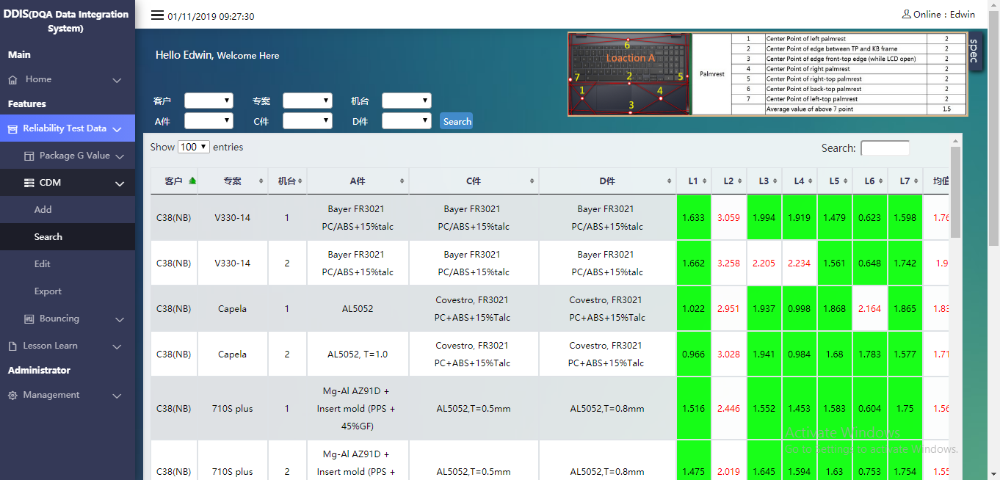 DDIS(DQA Data Integration
System)
01/11/2019 09:27:30
Online : Edwin
Main
Home
Features
Reliability Test Data
Package G Value
CDM
Add
Search
Edit
Export
Bouncing
Lesson Learn
Administrator
Management
Hello Edwin, Welcome Here
客户 专案 机台
A件 C件 D件 Search
Loaction A
6
7 2 5
1 4
3
Palmrest
1 Center Point of left palmrest 2
2 Center Point of edge between TP and KB frame 2
3 Center Point of edge front-top edge (while LCD open) 2
4 Center Point of right palmrest 2
5 Center Point of right-top palmrest 2
6 Center Point of back-top palmrest 2
7 Center Point of left-top palmrest 2
Average value of above 7 point 1.5
spec
Show 100 entries Search:
客户 专案 机台 A件 C件 D件 L1 L2 L3 L4 L5 L6 L7 均值
C38(NB) V330-14 1 Bayer FR3021 PC/ABS+15%talc Bayer FR3021 PC/ABS+15%talc Bayer FR3021 PC/ABS+15%talc 1.633 3.059 1.994 1.919 1.479 0.623 1.598 1.76
C38(NB) V330-14 2 Bayer FR3021 PC/ABS+15%talc Bayer FR3021 PC/ABS+15%talc Bayer FR3021 PC/ABS+15%talc 1.662 3.258 2.205 2.234 1.561 0.648 1.742 1.9
C38(NB) Capela 1 AL5052 Covestro, FR3021 PC+ABS+15%Talc Covestro, FR3021 PC+ABS+15%Talc 1.022 2.951 1.937 0.998 1.868 2.164 1.865 1.83
C38(NB) Capela 2 AL5052, T=1.0 Covestro, FR3021 PC+ABS+15%Talc Covestro, FR3021 PC+ABS+15%Talc 0.966 3.028 1.941 0.984 1.68 1.783 1.577 1.71
C38(NB) 710S plus 1 Mg-Al AZ91D + Insert mold (PPS + 45%GF) AL5052,T=0.5mm AL5052,T=0.8mm 1.516 2.446 1.552 1.453 1.583 0.604 1.75 1.56
C38(NB) 710S plus 2 Mg-Al AZ91D + Insert mold (PPS + AL5052,T=0.5mm AL5052,T=0.8mm 1.475 2.019 1.645 1.594 1.63 0.753 1.754 1.55
Activate Windows
Go to Settings to activate Windows.